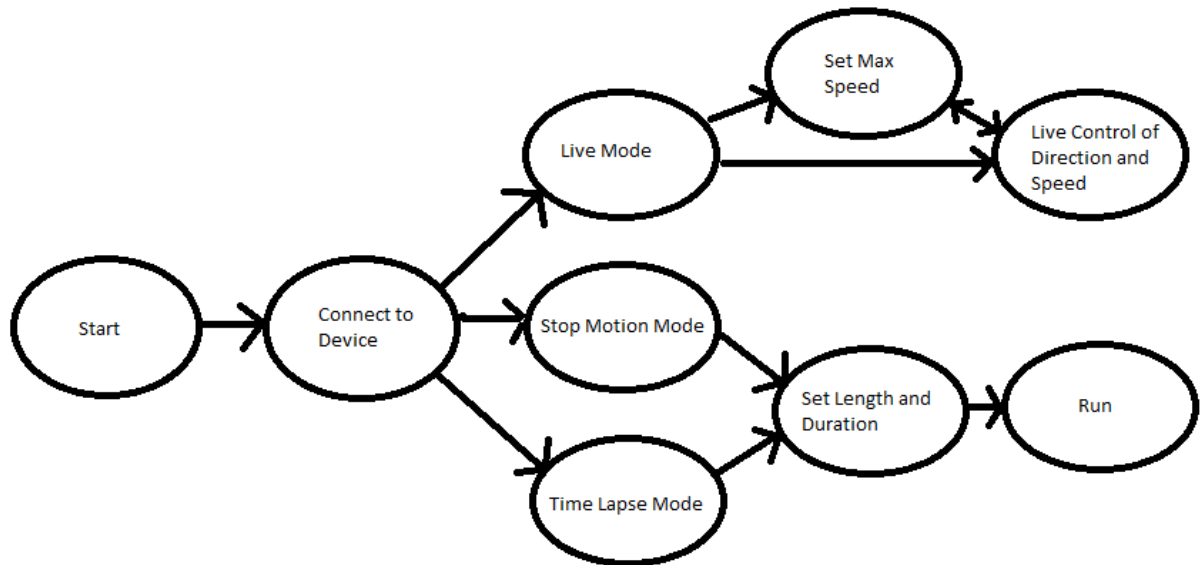 Set Max
Speed
Live Mode
Live Control of
Direction and
Speed
Start
Connect to
Device
Stop Motion Mode
Set Length and
Duration
Run
Time Lapse Mode